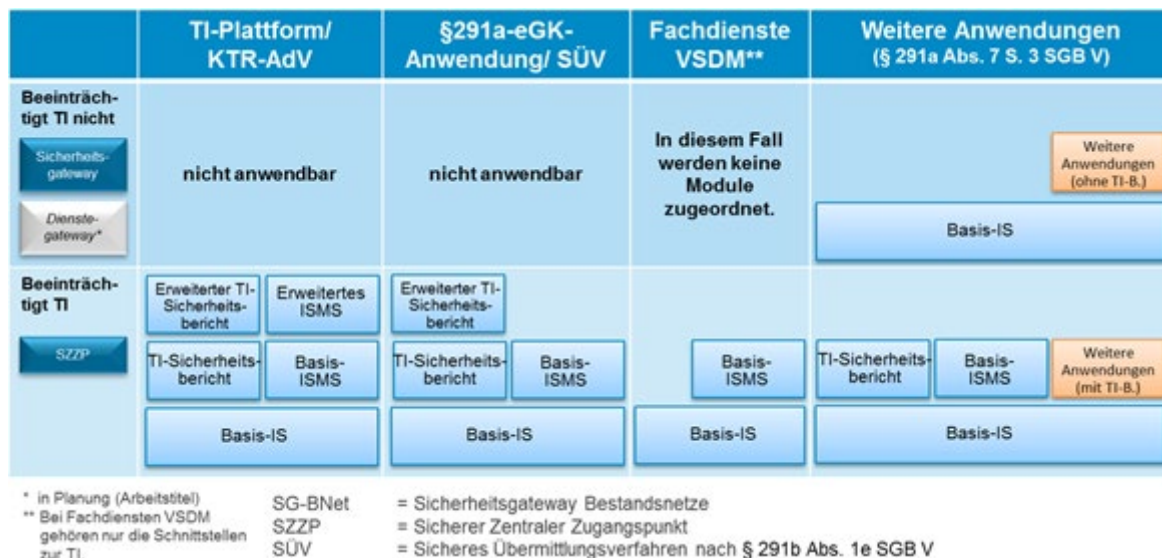 TI-Plattform/
KTR-AdV
§291a-eGK-
Anwendung/ SÜV
Fachdienste
VSDM**
Weitere Anwendungen
(§ 291a Abs. 7 S. 3 SGB V)
Beeinträch-
tigt TI nicht
Sicherheits-
gateway
Dienste-
gateway*
nicht anwendbar
nicht anwendbar
In diesem Fall
werden keine
Module
zugeordnet.
Weitere
Anwendungen
(ohne TI-B.)
Basis-IS
Beeinträch-
tigt TI
SZZP
Erweiterter TI-
Sicherheits-
bericht
Erweitertes
ISMS
TI-Sicherheits-
bericht
Basis-
ISMS
Basis-IS
Erweiterter TI-
Sicherheits-
bericht
TI-Sicherheits-
bericht
Basis-
ISMS
Basis-IS
Basis-
ISMS
Basis-IS
TI-Sicherheits-
bericht
Basis-
ISMS
Weitere
Anwendungen
(mit TI-B.)
Basis-IS
* in Planung (Arbeitstitel)
** Bei Fachdiensten VSDM
gehören nur die Schnittstellen
zur TI
SG-BNet = Sicherheitsgateway Bestandsnetze
SZZP = Sicherer Zentraler Zugangspunkt
SÜV = Sicheres Übermittlungsverfahren nach § 291b Abs. 1e SGB V